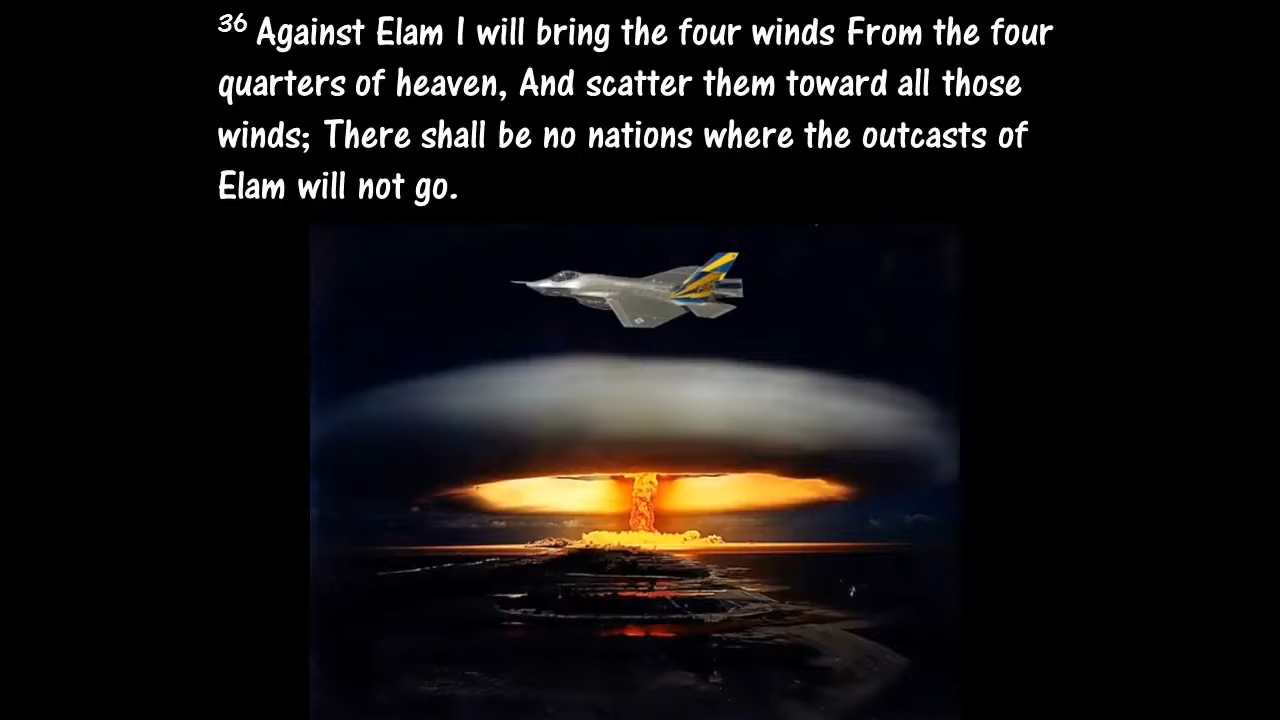 36 Against Elam I will bring the four winds From the four
quarters of heaven, And scatter them toward all those
winds; There shall be no nations where the outcasts of
Elam will not go.